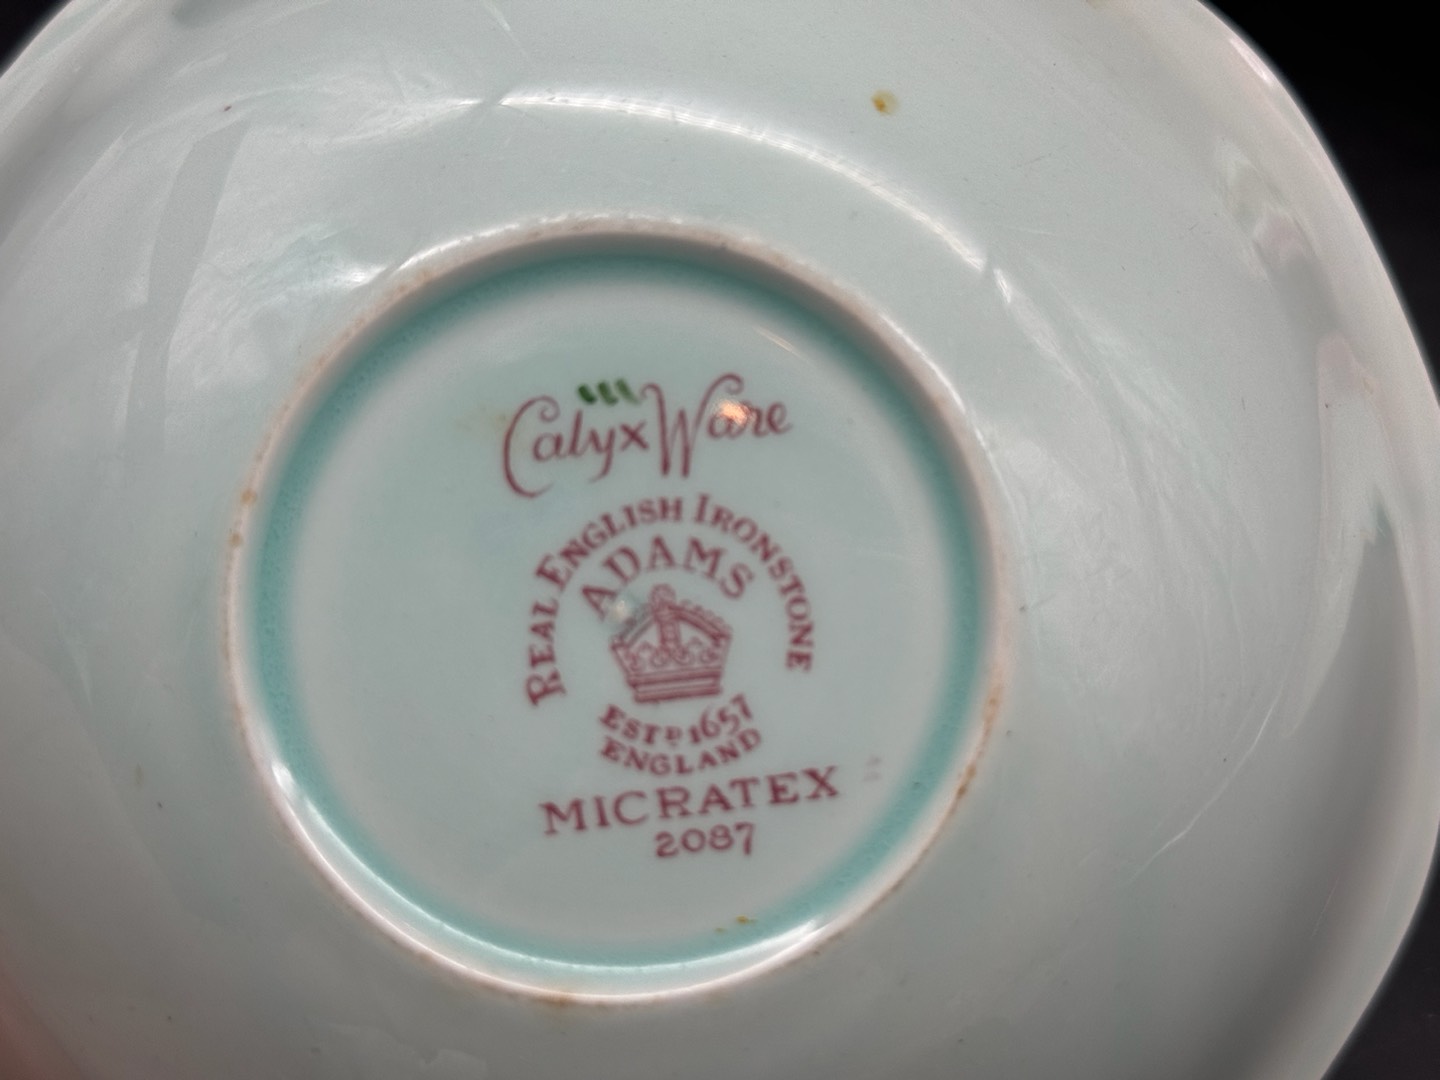 Calyx Ware
REAL ENGLISH IRONSTONE
ADAMS
ESTD 1657
ENGLAND
MICRATEX
2087